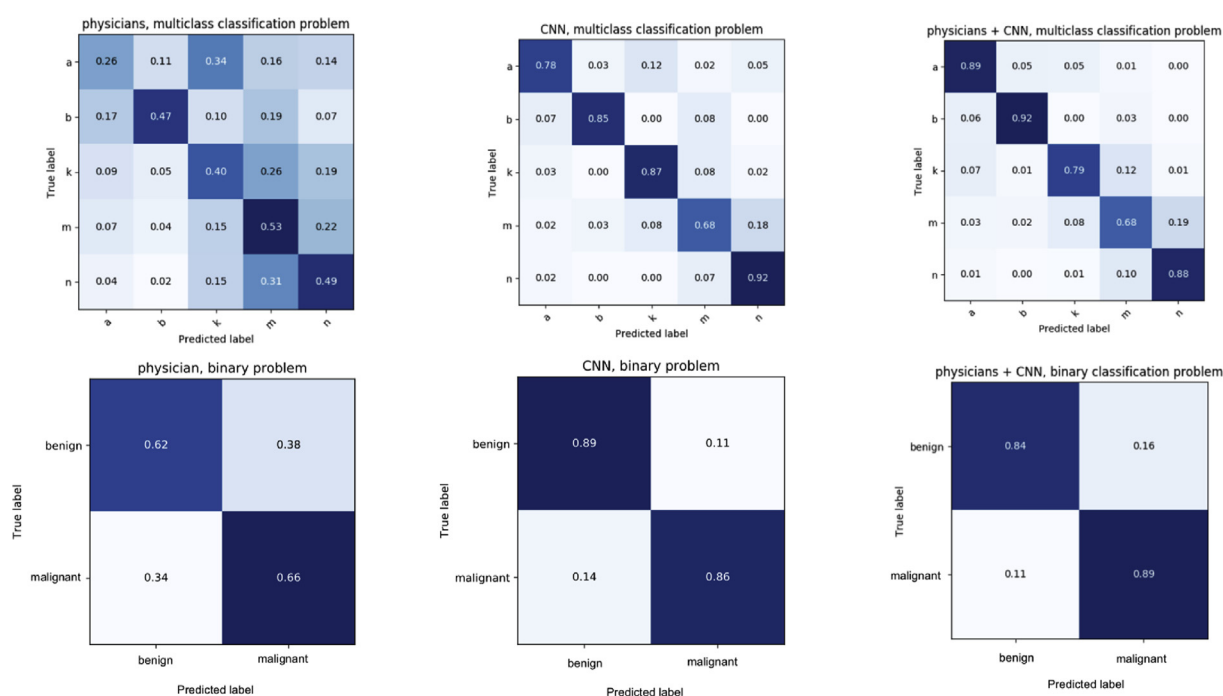 physicians, multiclass classification problem
a 0.26 0.11 0.34 0.16 0.14
b 0.17 0.47 0.10 0.19 0.07
k 0.09 0.05 0.40 0.26 0.19
m 0.07 0.04 0.15 0.53 0.22
n 0.04 0.02 0.15 0.31 0.49
a b k m n
True label
Predicted label
CNN, multiclass classification problem
a 0.78 0.03 0.12 0.02 0.05
b 0.07 0.85 0.00 0.08 0.00
k 0.03 0.00 0.87 0.08 0.02
m 0.02 0.03 0.08 0.68 0.18
n 0.02 0.00 0.00 0.07 0.92
a b k m n
True label
Predicted label
physicians + CNN, multiclass classification problem
a 0.89 0.05 0.05 0.01 0.00
b 0.06 0.92 0.00 0.03 0.00
k 0.07 0.01 0.79 0.12 0.01
m 0.03 0.02 0.08 0.68 0.19
n 0.01 0.00 0.01 0.10 0.88
a b k m n
True label
Predicted label
physician, binary problem
benign 0.62 0.38
malignant 0.34 0.66
benign malignant
True label
Predicted label
CNN, binary problem
benign 0.89 0.11
malignant 0.14 0.86
benign malignant
True label
Predicted label
physicians + CNN, binary classification problem
benign 0.84 0.16
malignant 0.11 0.89
benign malignant
True label
Predicted label